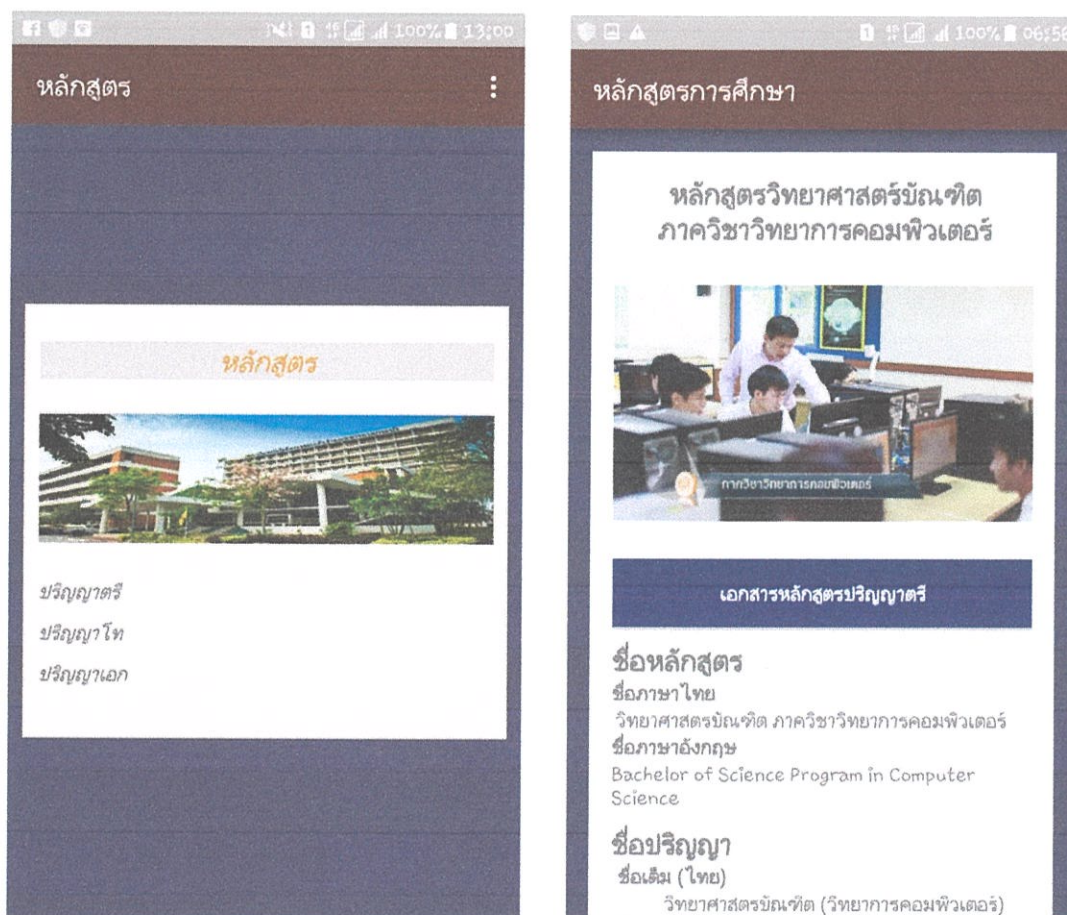 100% 13:00
หลักสูตร
หลักสูตร
ปริญญาตรี
ปริญญาโท
ปริญญาเอก
100% 06:56
หลักสูตรการศึกษา
หลักสูตรวิทยาศาสตร์บัณฑิต
ภาควิชาวิทยาการคอมพิวเตอร์
ภาควิชาวิทยาการคอมพิวเตอร์
เอกสารหลักสูตรปริญญาตรี
ชื่อหลักสูตร
ชื่อภาษาไทย
วิทยาศาสตรบัณฑิต ภาควิชาวิทยาการคอมพิวเตอร์
ชื่อภาษาอังกฤษ
Bachelor of Science Program in Computer
Science
ชื่อปริญญา
ชื่อเต็ม (ไทย)
วิทยาศาสตรบัณฑิต (วิทยาการคอมพิวเตอร์)